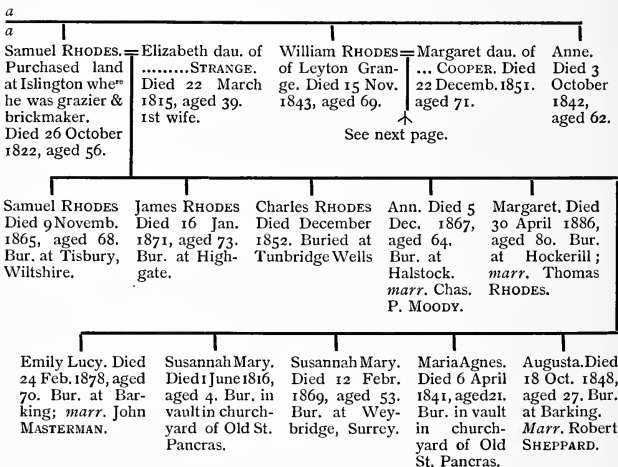 a
a
Samuel RHODES.
Purchased land
at Islington where
he was grazier &
brickmaker.
Died 26 October
1822, aged 56.
=
Elizabeth dau. of
.........STRANGE.
Died 22 March
1815, aged 39.
1st wife.
William RHODES
of Leyton Gran-
ge. Died 15 Nov.
1843, aged 69.
=
Margaret dau. of
... COOPER. Died
22 Decemb. 1851.
aged 71.
See next page.
Anne.
Died 3
October
1842,
aged 62.
Samuel RHODES
Died 9 Novemb.
1865, aged 68.
Bur. at Tisbury,
Wiltshire.
James RHODES
Died 16 Jan.
1871, aged 73.
Bur. at High-
gate.
Charles RHODES
Died December
1852. Buried at
Tunbridge Wells
Ann. Died 5
Dec. 1867,
aged 64.
Bur. at
Halstock.
marr. Chas.
P. MOODY.
Margaret. Died
30 April 1886,
aged 80. Bur.
at Hockerill;
marr. Thomas
RHODES.
Emily Lucy. Died
24 Feb. 1878, aged
70. Bur. at Bar-
king; marr. John
MASTERMAN.
Susannah Mary.
Died 1 June 1816,
aged 4. Bur. in
vault in church-
yard of Old St.
Pancras.
Susannah Mary.
Died 12 Febr.
1869, aged 53.
Bur. at Wey-
bridge, Surrey.
Maria Agnes.
Died 6 April
1841, aged 21.
Bur. in vault
in church-
yard of Old
St. Pancras.
Augusta. Died
18 Oct. 1848,
aged 27. Bur.
at Barking.
Marr. Robert
SHEPPARD.